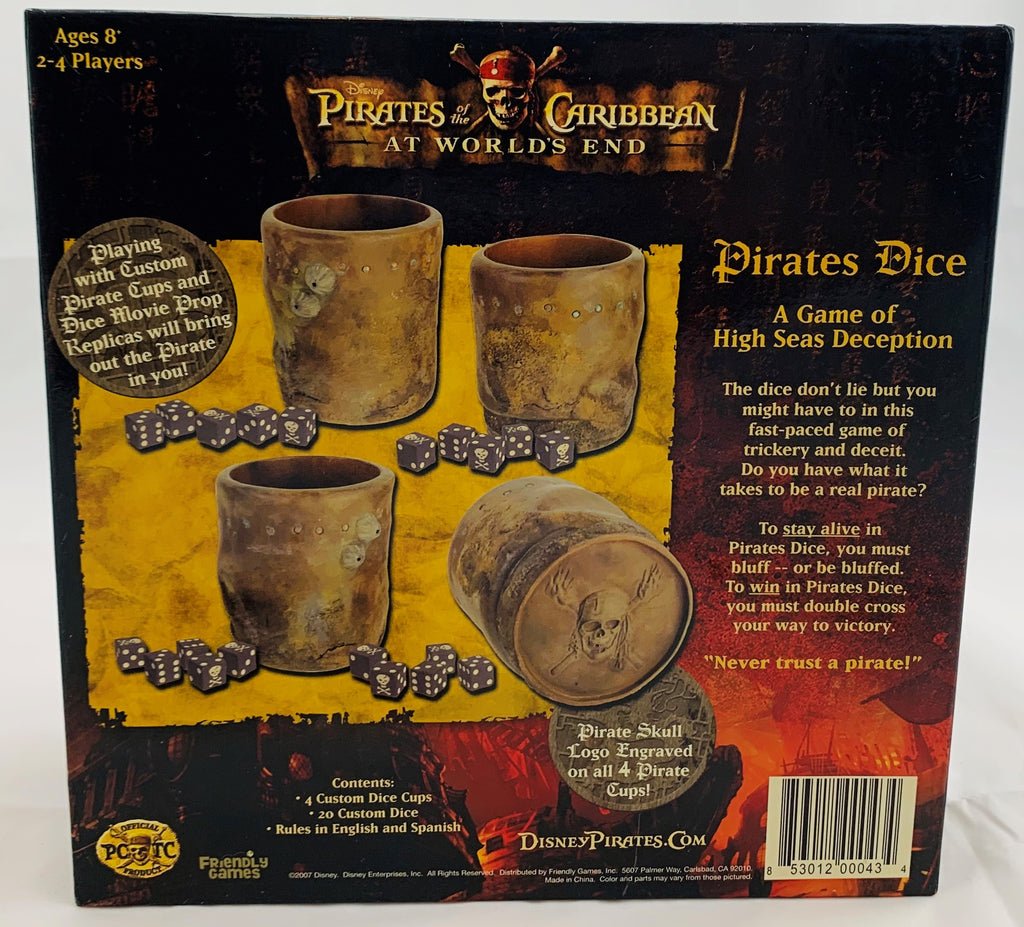 Ages 8+
2-4 Players
Disney
PIRATES of the CARIBBEAN
AT WORLD'S END
Playing
with Custom
Pirate Cups and
Dice Movie Prop
Replicas will bring
out the Pirate
in you!
Pirates Dice
A Game of
High Seas Deception
The dice don't lie but you
might have to in this
fast-paced game of
trickery and deceit.
Do you have what it
takes to be a real pirate?
To stay alive in
Pirates Dice, you must
bluff -- or be bluffed.
To win in Pirates Dice,
you must double cross
your way to victory.
"Never trust a pirate!"
Pirate Skull
Logo Engraved
on all 4 Pirate
Cups!
Contents:
• 4 Custom Dice Cups
• 20 Custom Dice
• Rules in English and Spanish
OFFICIAL
PC TC
PRODUCT
FRIENDLY
GAMES
DISNEYPIRATES.COM
©2007 Disney. Disney Enterprises, Inc. All Rights Reserved. Distributed by Friendly Games, Inc. 5607 Palmer Way, Carlsbad, CA 92010.
Made in China. Color and parts may vary from those pictured.
8 53012 00043 4